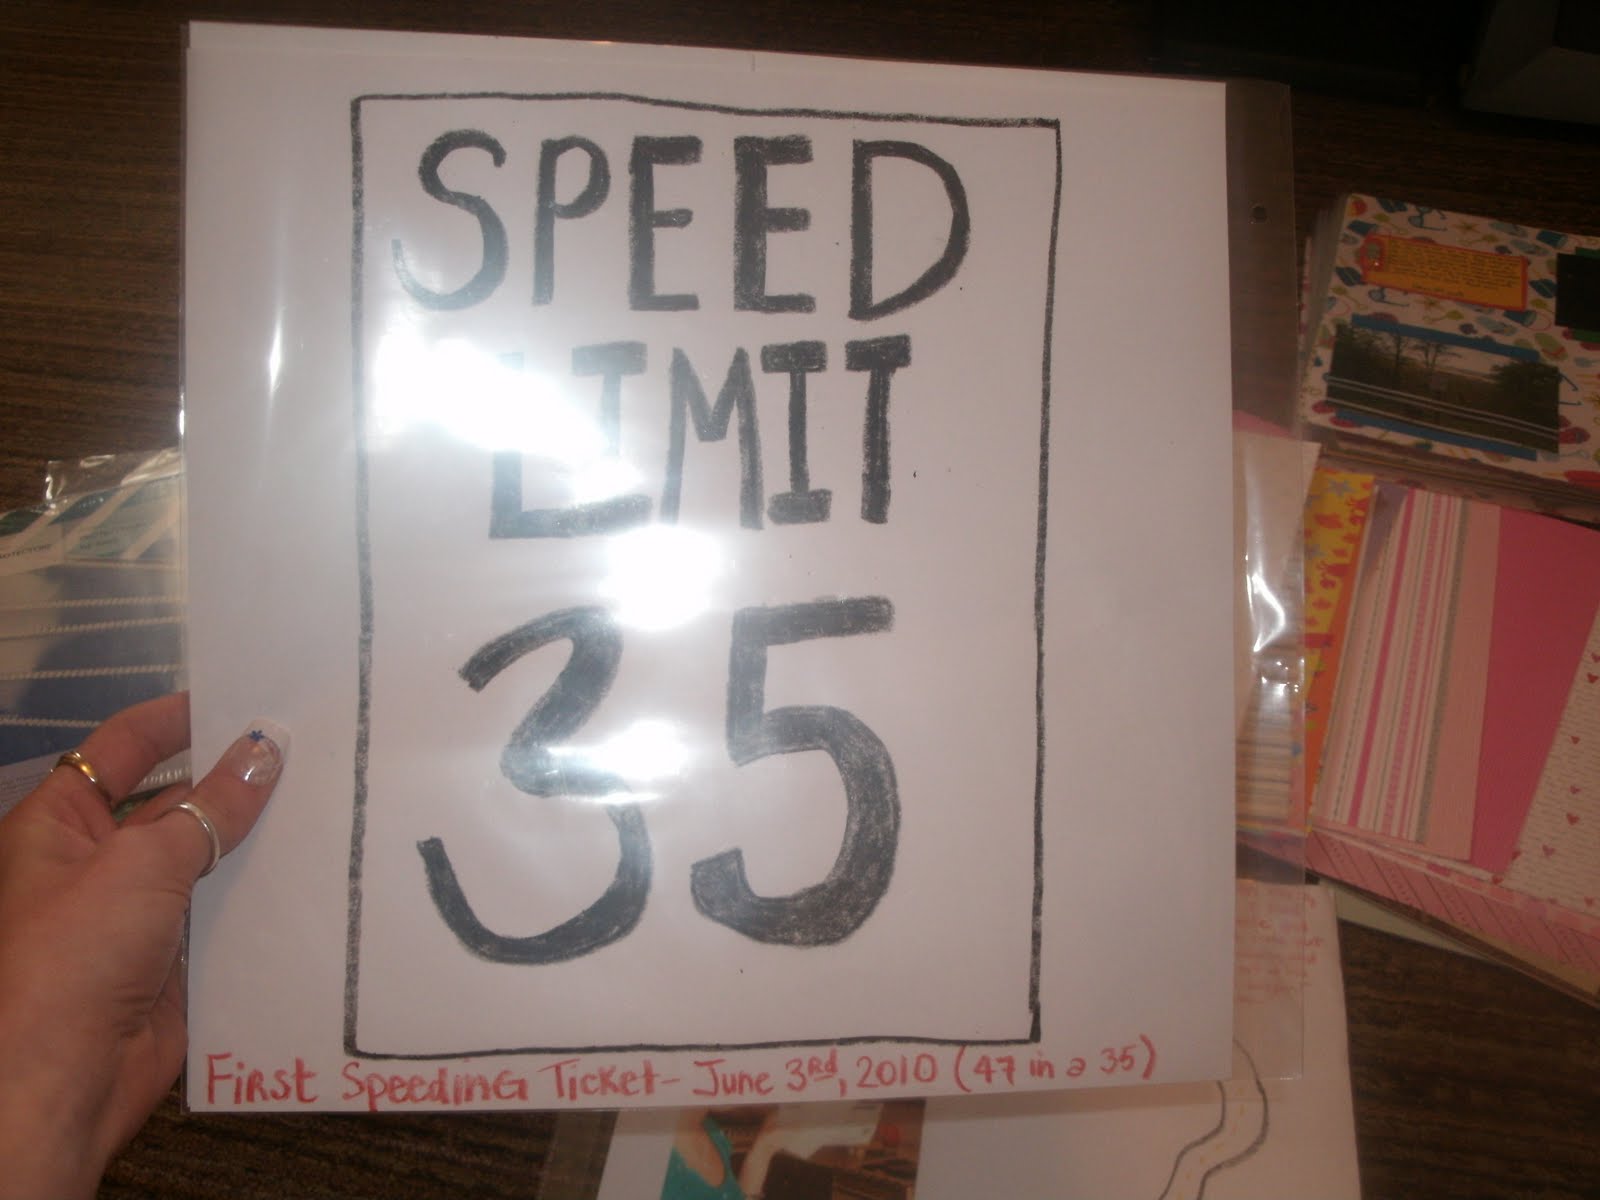 SPEED
LIMIT
35
First Speeding Ticket - June 3rd, 2010 (47 in a 35)